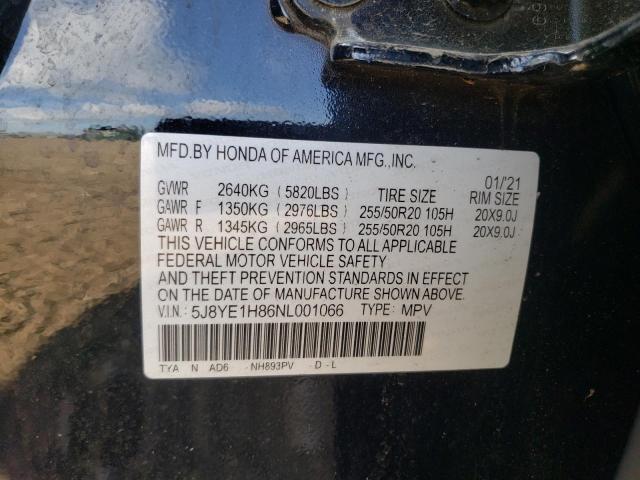 MFD.BY HONDA OF AMERICA MFG.,INC.
01/'21
GVWR 2640KG (5820LBS) TIRE SIZE RIM SIZE
GAWR F 1350KG (2976LBS) 255/50R20 105H 20X9.0J
GAWR R 1345KG (2965LBS) 255/50R20 105H 20X9.0J
THIS VEHICLE CONFORMS TO ALL APPLICABLE
FEDERAL MOTOR VEHICLE SAFETY
AND THEFT PREVENTION STANDARDS IN EFFECT
ON THE DATE OF MANUFACTURE SHOWN ABOVE.
V.I.N.: 5J8YE1H86NL001066 TYPE: MPV
TYA N AD6 -NH893PV -D-L